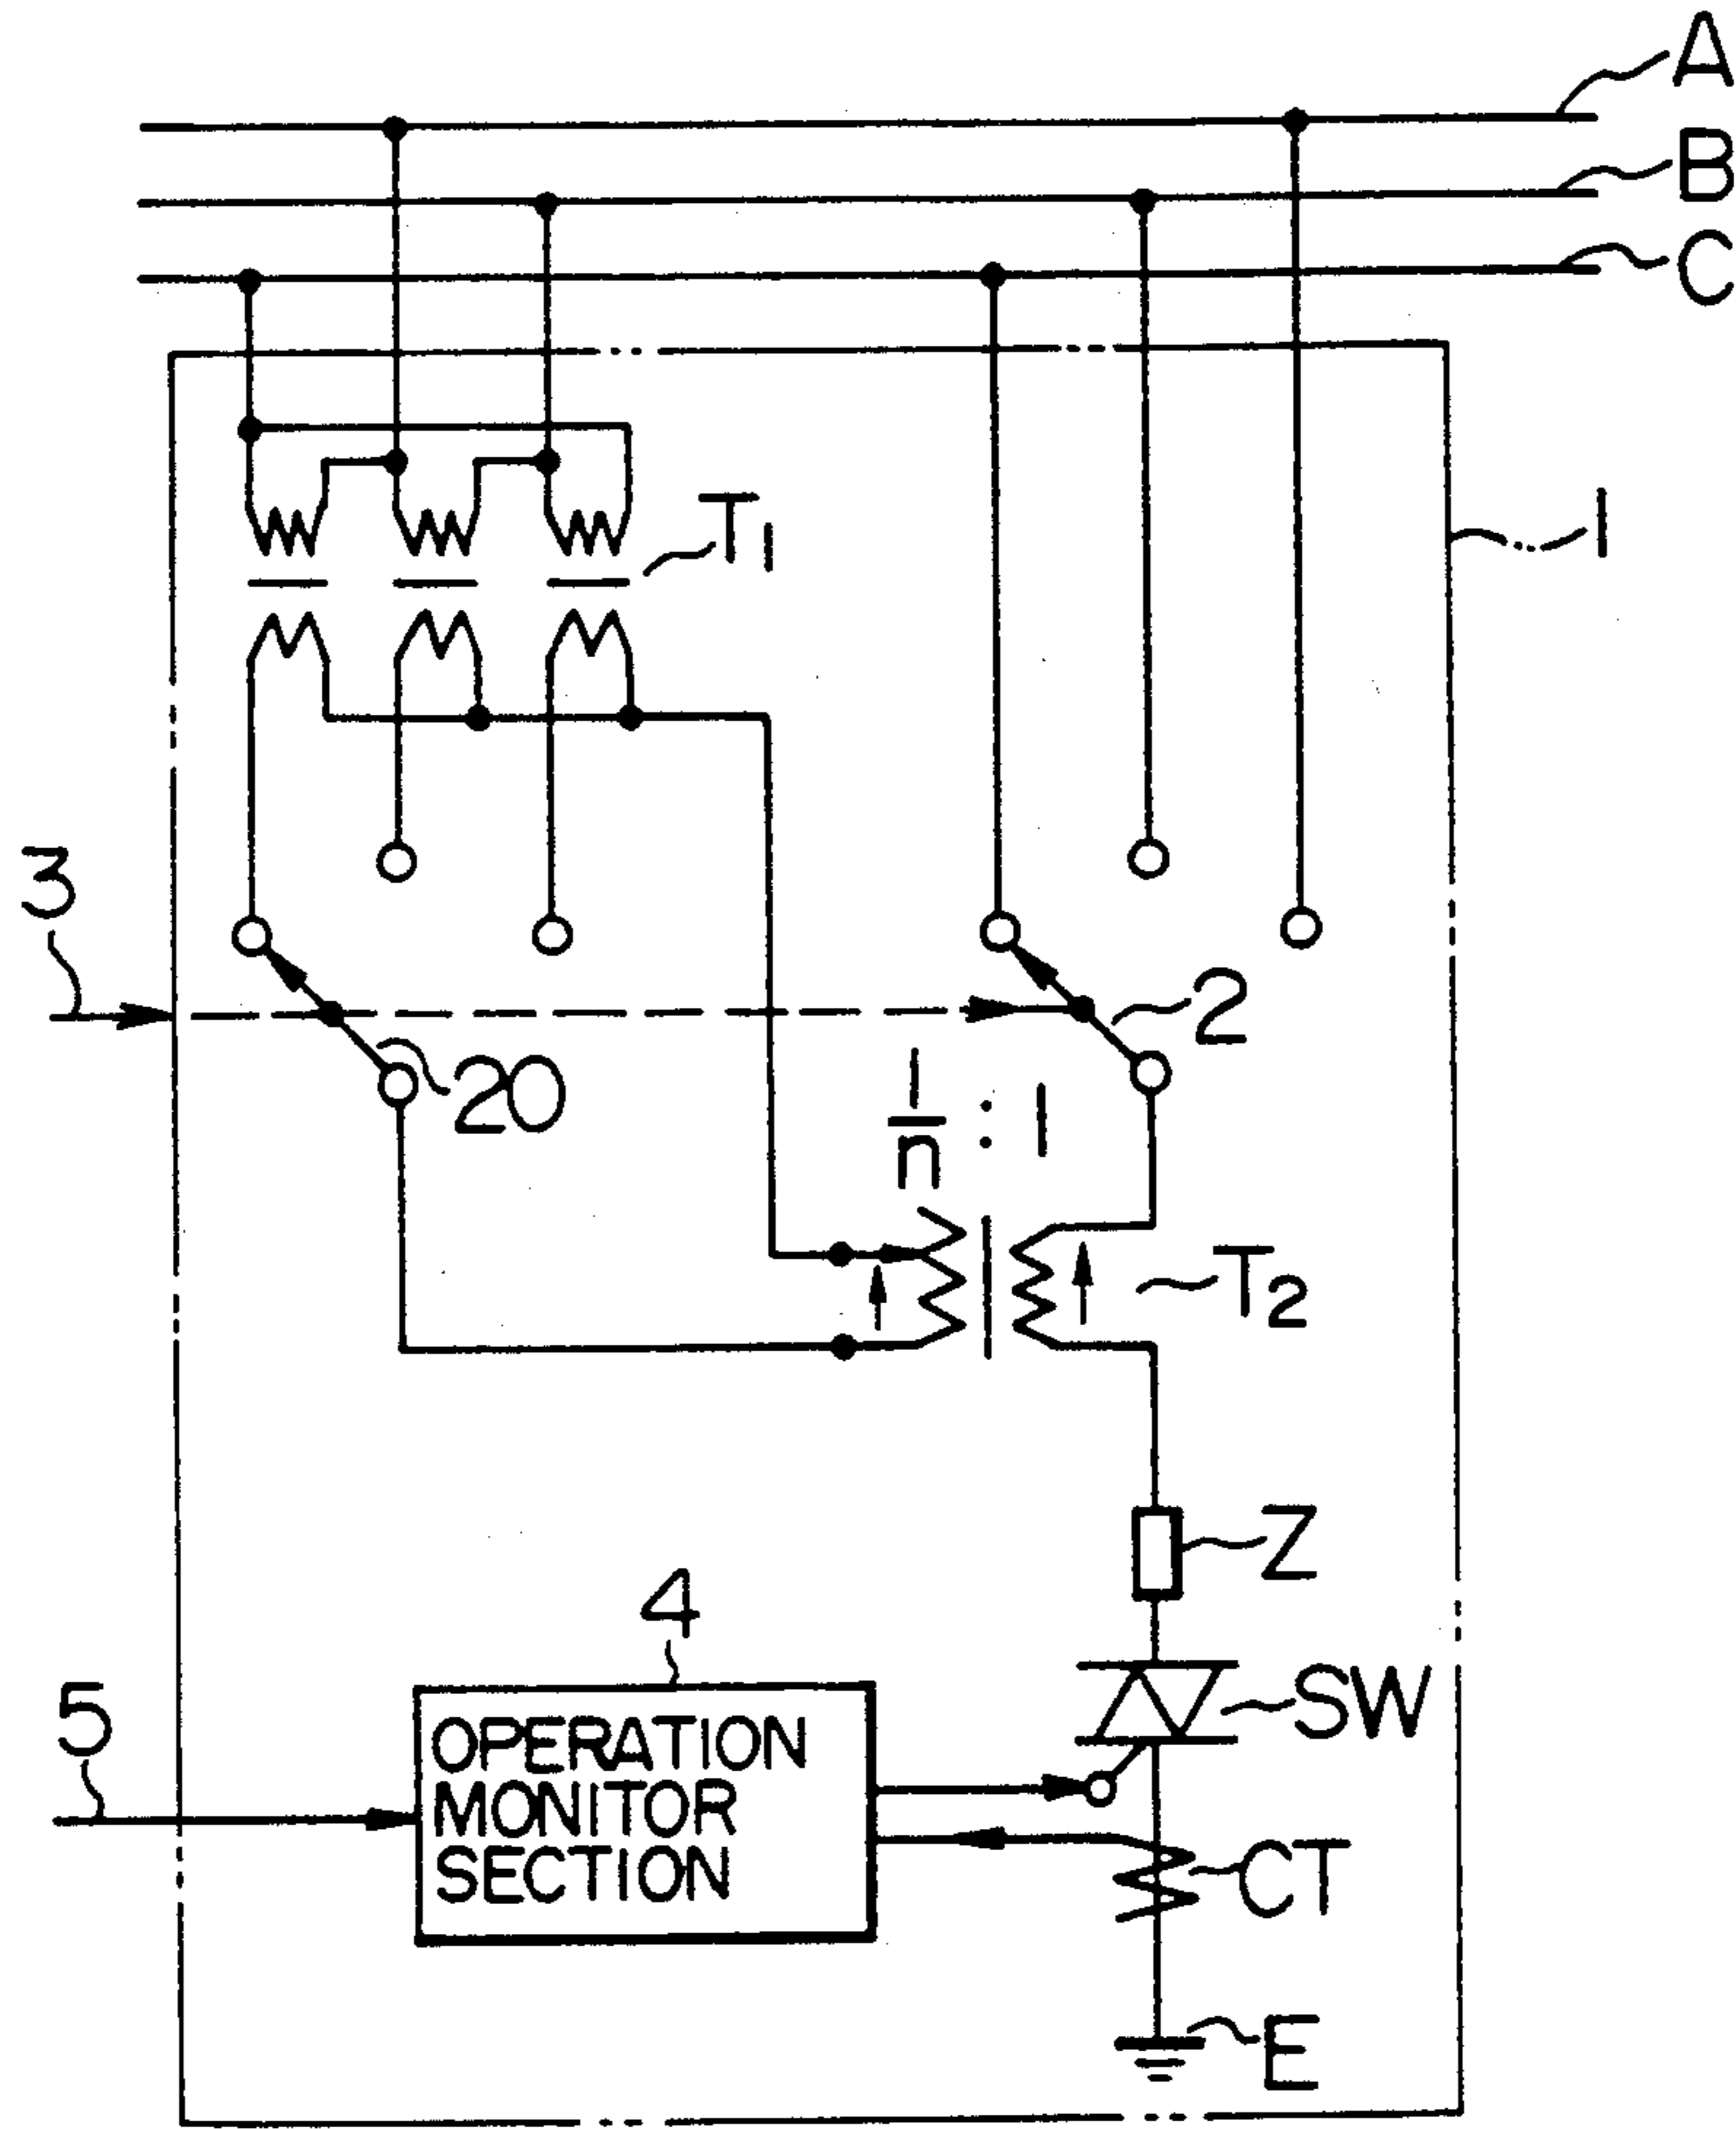 A
B
C
T1
1
3
2
20
1/n : 1
T2
Z
4
SW
5
OPERATION
MONITOR
SECTION
CT
E